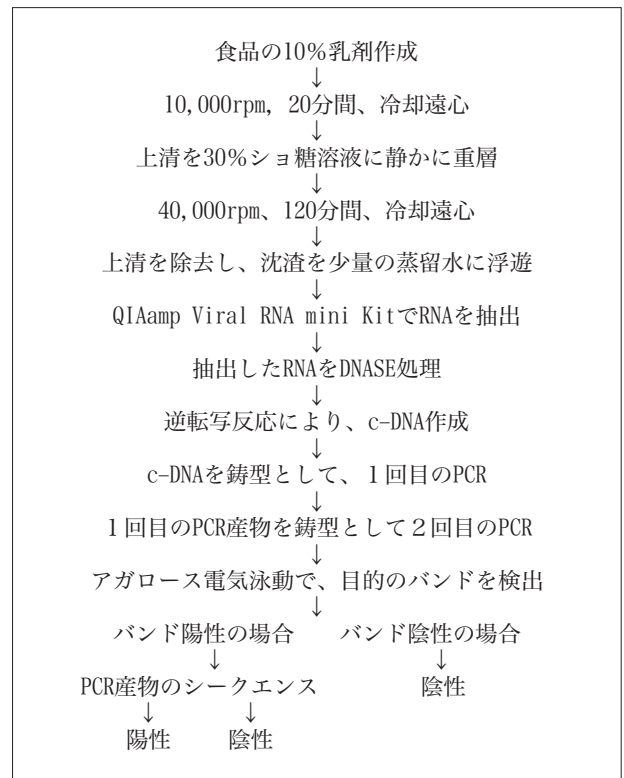 食品の10％乳剤作成
↓
10,000rpm, 20分間、冷却遠心
↓
上清を30％ショ糖溶液に静かに重層
↓
40,000rpm、120分間、冷却遠心
↓
上清を除去し、沈渣を少量の蒸留水に浮遊
↓
QIAamp Viral RNA mini KitでRNAを抽出
↓
抽出したRNAをDNASE処理
↓
逆転写反応により、c-DNA作成
↓
c-DNAを鋳型として、１回目のPCR
↓
１回目のPCR産物を鋳型として２回目のPCR
↓
アガロース電気泳動で、目的のバンドを検出
↓
バンド陽性の場合 バンド陰性の場合
↓ ↓
PCR産物のシークエンス 陰性
↓ ↓
陽性 陰性